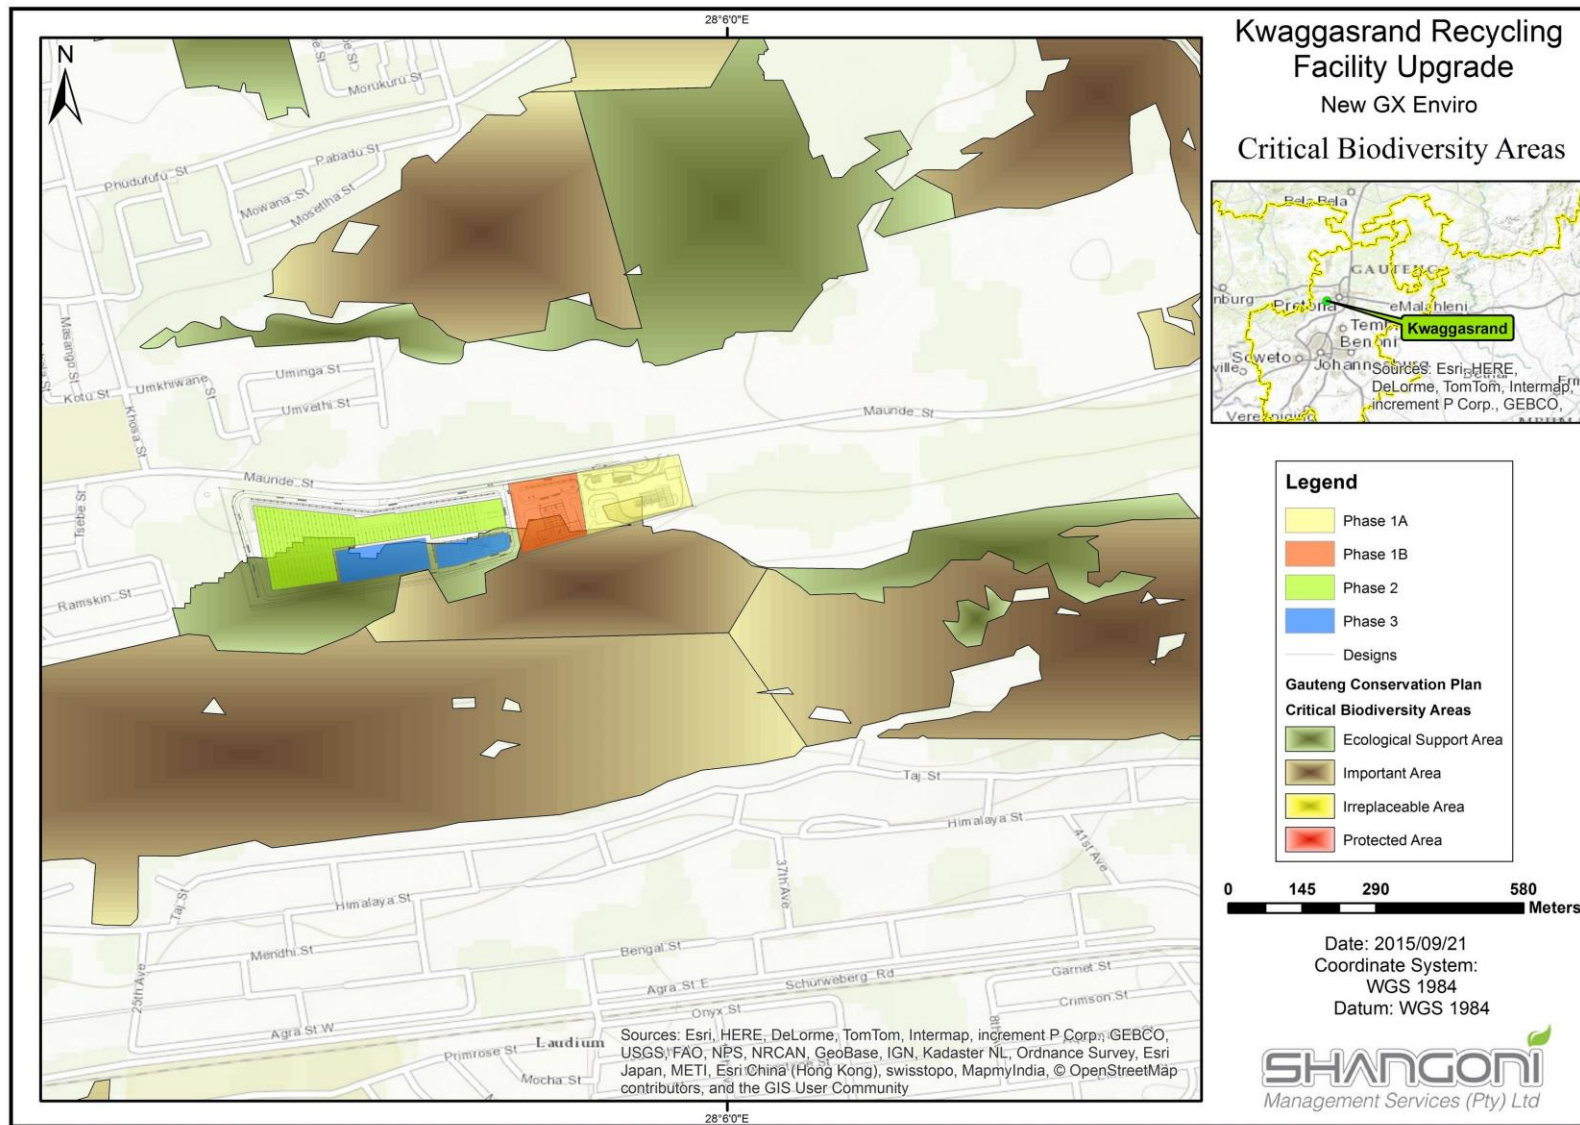 28°6'0"E
Kwaggasrand Recycling
Facility Upgrade
New GX Enviro
Critical Biodiversity Areas
N
Morukuru St
Pabadu St
Phudufufu St
Mowana St
Mosetlha St
Masango St
Kotu St
Umkhiwane St
Uminga St
Umvethi St
Khosa St
Maunde St
Maunde St
Tsebe St
Ramskin St
Taj St
Himalaya St
41st Ave
37th Ave
Taj St
Himalaya St
Mendhi St
25th Ave
Bengal St
Agra St E
Schurweberg Rd
Garnet St
Crimson St
Onyx St
Agra St W
Laudium
Primrose St
Mocha St
Sources: Esri, HERE, DeLorme, TomTom, Intermap, increment P Corp., GEBCO,
USGS, FAO, NPS, NRCAN, GeoBase, IGN, Kadaster NL, Ordnance Survey, Esri
Japan, METI, Esri China (Hong Kong), swisstopo, MapmyIndia, © OpenStreetMap
contributors, and the GIS User Community
28°6'0"E
Bela Bela
GAUTENG
Pretoria
eMalahleni
Kwaggasrand
Benoni
Soweto
Sources: Esri, HERE,
DeLorme, TomTom, Intermap,
increment P Corp., GEBCO,
Legend
Phase 1A
Phase 1B
Phase 2
Phase 3
Designs
Gauteng Conservation Plan
Critical Biodiversity Areas
Ecological Support Area
Important Area
Irreplaceable Area
Protected Area
0 145 290 580
Meters
Date: 2015/09/21
Coordinate System:
WGS 1984
Datum: WGS 1984
SHANGONI
Management Services (Pty) Ltd